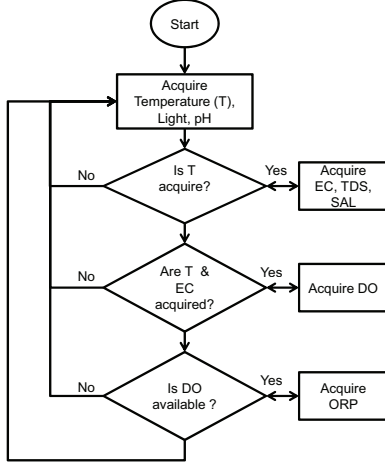 Start
Acquire
Temperature (T),
Light, pH
Is T
acquire?
No
Yes
Acquire
EC, TDS,
SAL
Are T &
EC
acquired?
No
Yes
Acquire DO
Is DO
available ?
No
Yes
Acquire
ORP